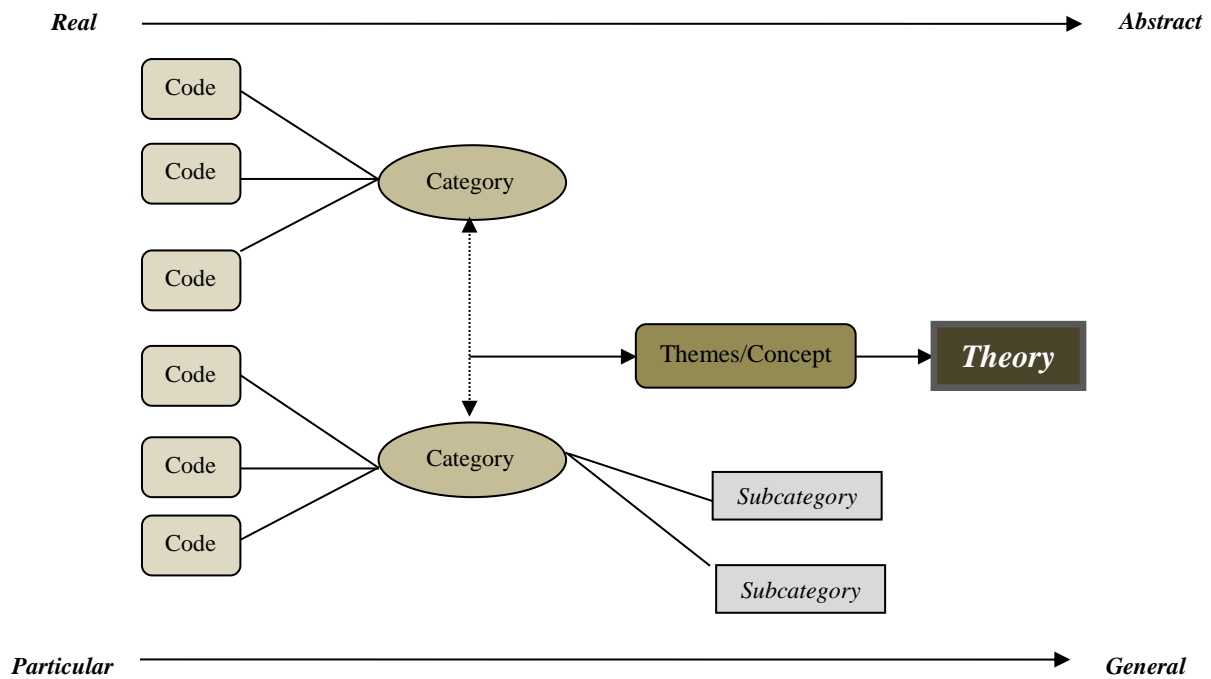 Real
Abstract
Code
Code
Category
Code
Code
Themes/Concept
Theory
Code
Category
Subcategory
Code
Subcategory
Particular
General